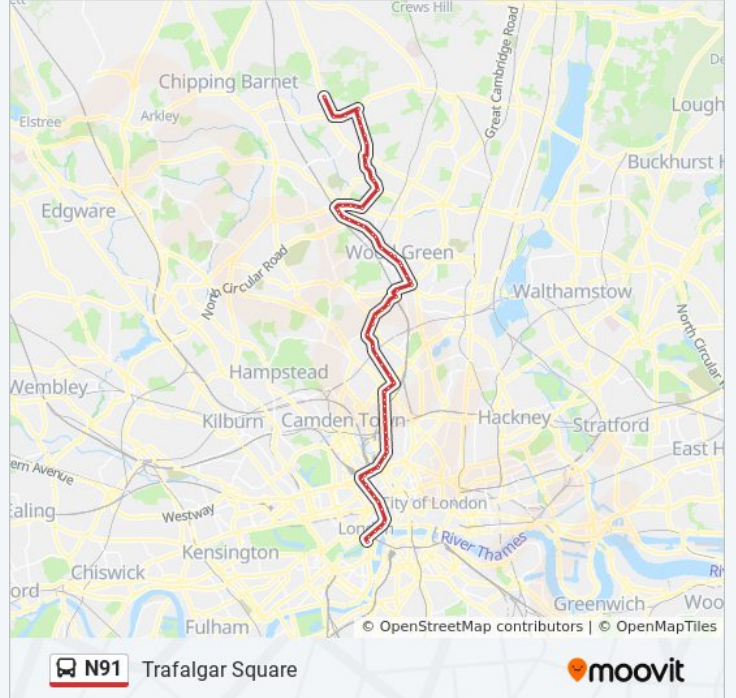 Crews Hill
Chipping Barnet
Great Cambridge Road
Elstree
Arkley
Lough
Buckhurst H
Edgware
Wood Green
North Circular Road
Walthamstow
North Circular
Hampstead
Wembley
Kilburn
Camden Town
Hackney
Stratford
East H
ern Avenue
City of London
Westway
Ealing
London
River Thames
Kensington
Chiswick
ord
Greenwich
Woo
Fulham
© OpenStreetMap contributors | © OpenMapTiles
N91 Trafalgar Square
moovit